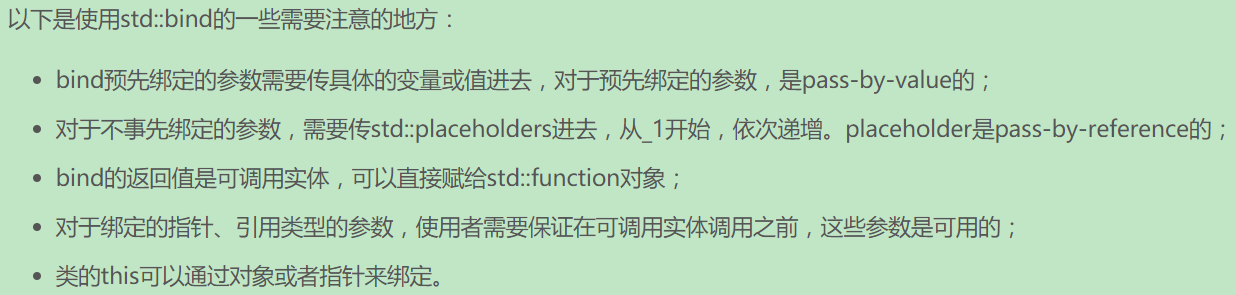 以下是使用std::bind的一些需要注意的地方：
• bind预先绑定的参数需要传具体的变量或值进去，对于预先绑定的参数，是pass-by-value的；
• 对于不事先绑定的参数，需要传std::placeholders进去，从_1开始，依次递增。placeholder是pass-by-reference的；
• bind的返回值是可调用实体，可以直接赋给std::function对象；
• 对于绑定的指针、引用类型的参数，使用者需要保证在可调用实体调用之前，这些参数是可用的；
• 类的this可以通过对象或者指针来绑定。